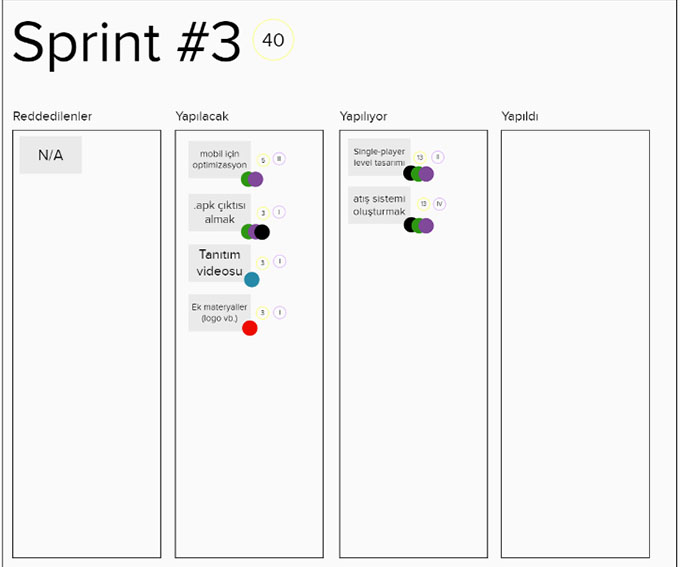 Sprint #3 40
Reddedilenler
N/A
Yapılacak
mobil için
optimizasyon
5 III
.apk çıktısı
almak
3 I
Tanıtım
videosu
3 I
Ek materyaller
(logo vb.)
3 I
Yapılıyor
Single-player
level tasarımı
13 II
atış sistemi
oluşturmak
13 IV
Yapıldı